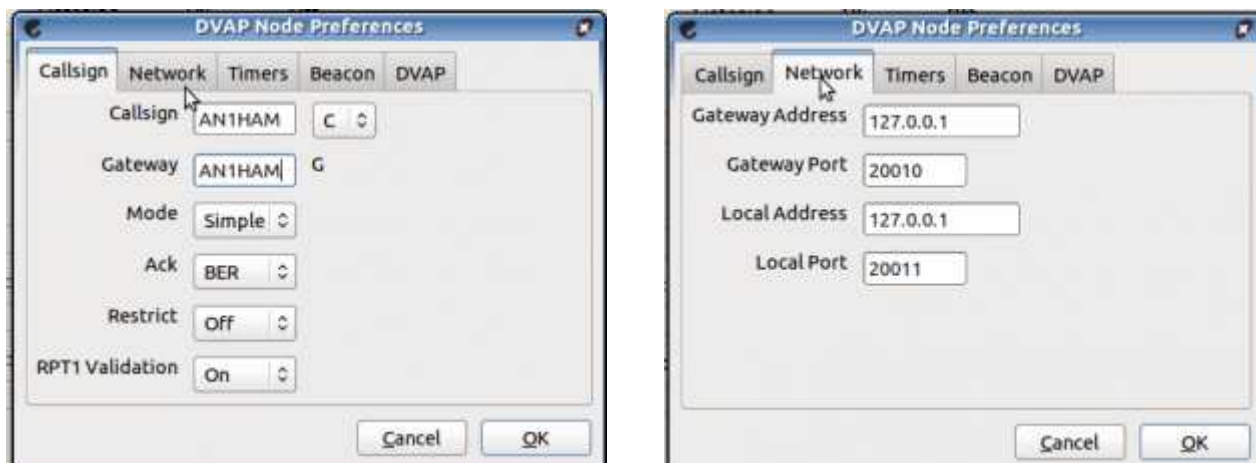 DVAP Node Preferences
Callsign Network Timers Beacon DVAP
Callsign AN1HAM C
Gateway AN1HAM G
Mode Simple
Ack BER
Restrict Off
RPT1 Validation On
Cancel OK
DVAP Node Preferences
Callsign Network Timers Beacon DVAP
Gateway Address 127.0.0.1
Gateway Port 20010
Local Address 127.0.0.1
Local Port 20011
Cancel OK